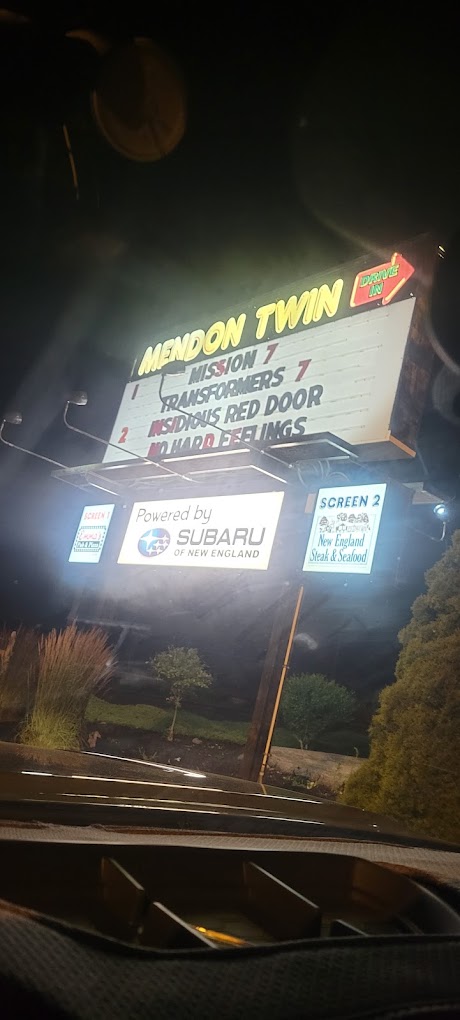 MENDON TWIN
DRIVE
IN
1 MISSION 7
TRANSFORMERS 7
2 INSIDIOUS RED DOOR
NO HARD FEELINGS
SCREEN 1
Powered by
SUBARU
OF NEW ENGLAND
SCREEN 2
New England
Steak & Seafood